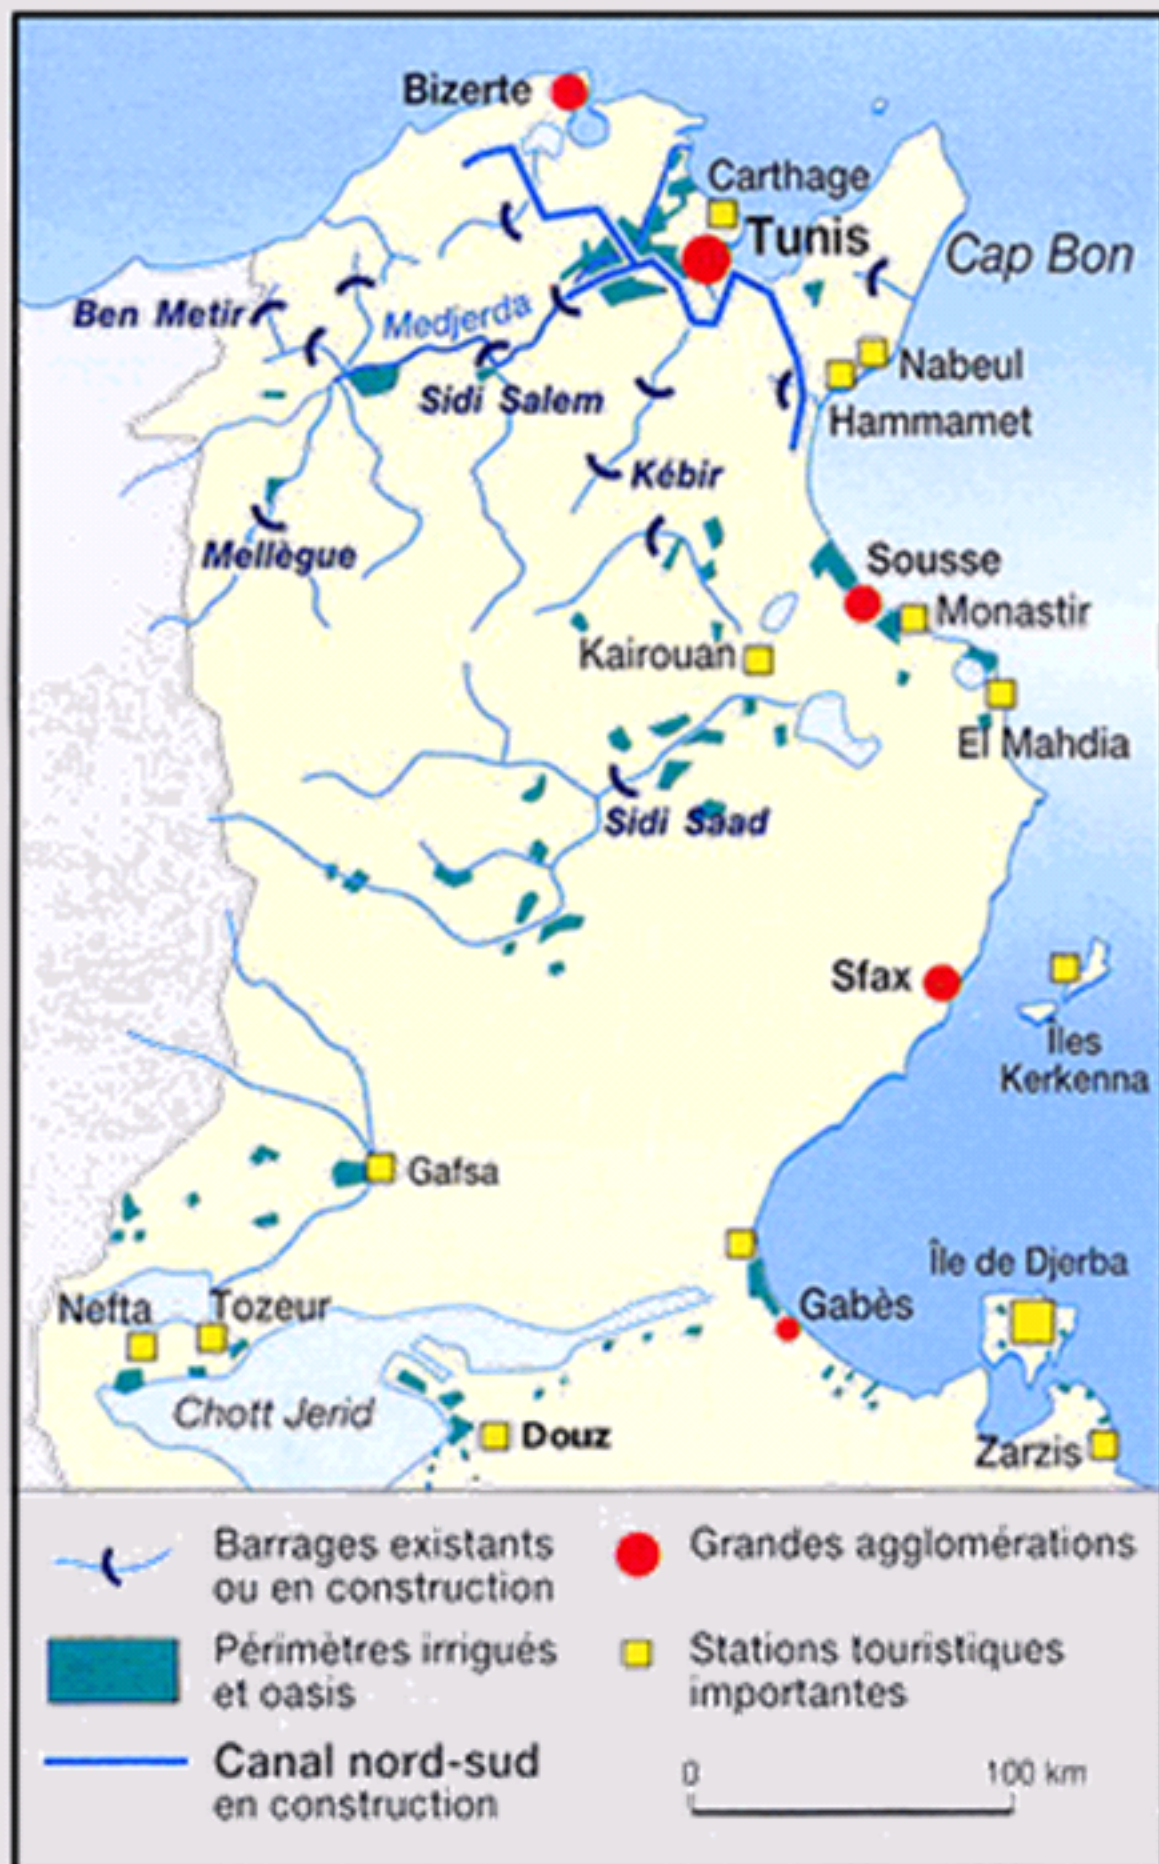 Bizerte
Carthage
Tunis
Cap Bon
Ben Metir
Medjerda
Nabeul
Sidi Salem
Hammamet
Kébir
Mellègue
Sousse
Monastir
Kairouan
El Mahdia
Sidi Saad
Sfax
Îles
Kerkenna
Gafsa
Île de Djerba
Nefta
Tozeur
Gabès
Chott Jerid
Douz
Zarzis
Barrages existants
ou en construction
Grandes agglomérations
Périmètres irrigués
et oasis
Stations touristiques
importantes
Canal nord-sud
en construction
0 100 km